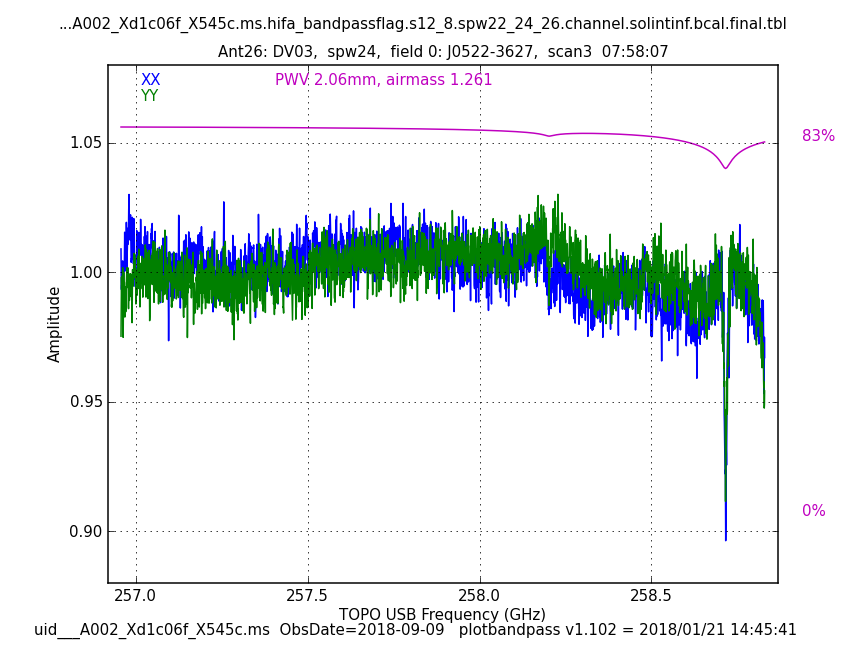 ...A002_Xd1c06f_X545c.ms.hifa_bandpassflag.s12_8.spw22_24_26.channel.solintinf.bcal.final.tbl
Ant26: DV03,  spw24,  field 0: J0522-3627,  scan3  07:58:07
XX
PWV 2.06mm, airmass 1.261
YY
83%
1.05
1.00
0.95
0.90
Amplitude
0%
257.0
257.5
258.0
258.5
TOPO USB Frequency (GHz)
uid___A002_Xd1c06f_X545c.ms  ObsDate=2018-09-09   plotbandpass v1.102 = 2018/01/21 14:45:41